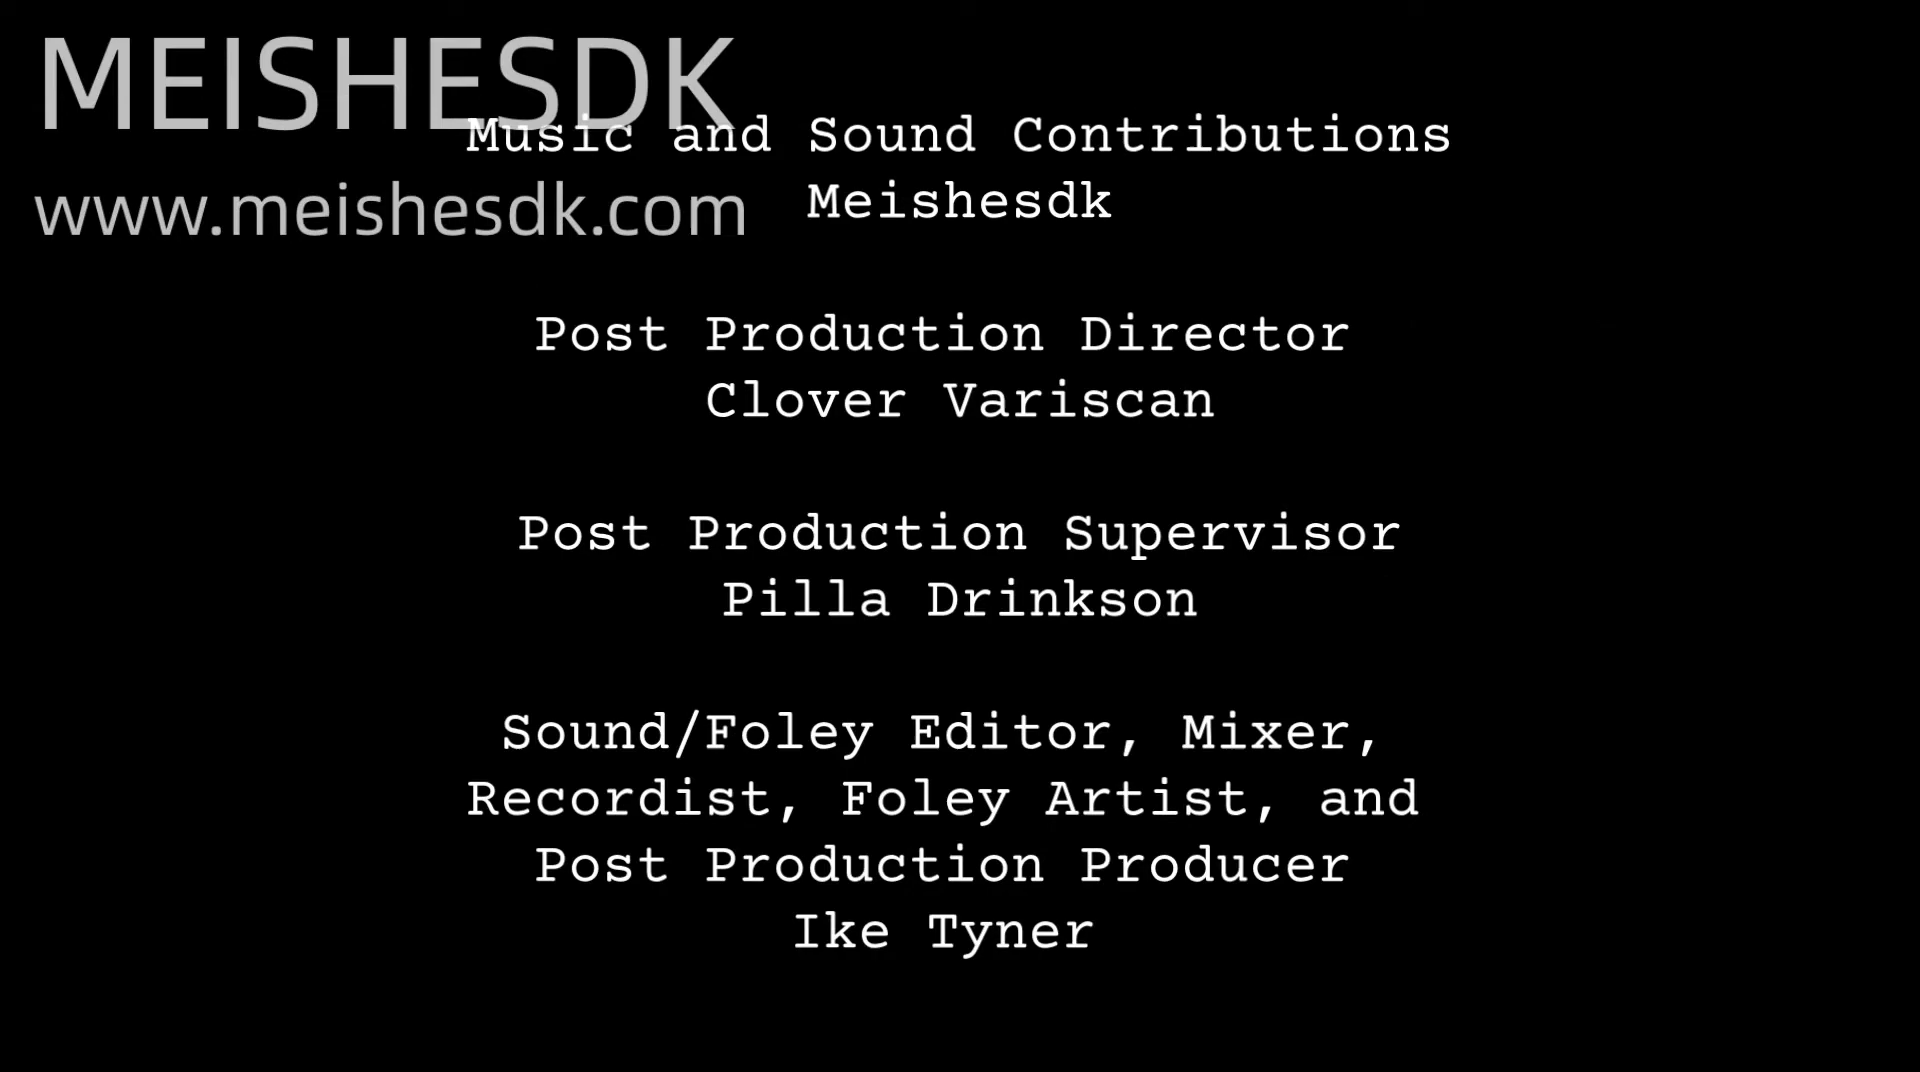 MEISHESDK
www.meishesdk.com
Music and Sound Contributions
Meishesdk
Post Production Director
Clover Variscan
Post Production Supervisor
Pilla Drinkson
Sound/Foley Editor, Mixer,
Recordist, Foley Artist, and
Post Production Producer
Ike Tyner